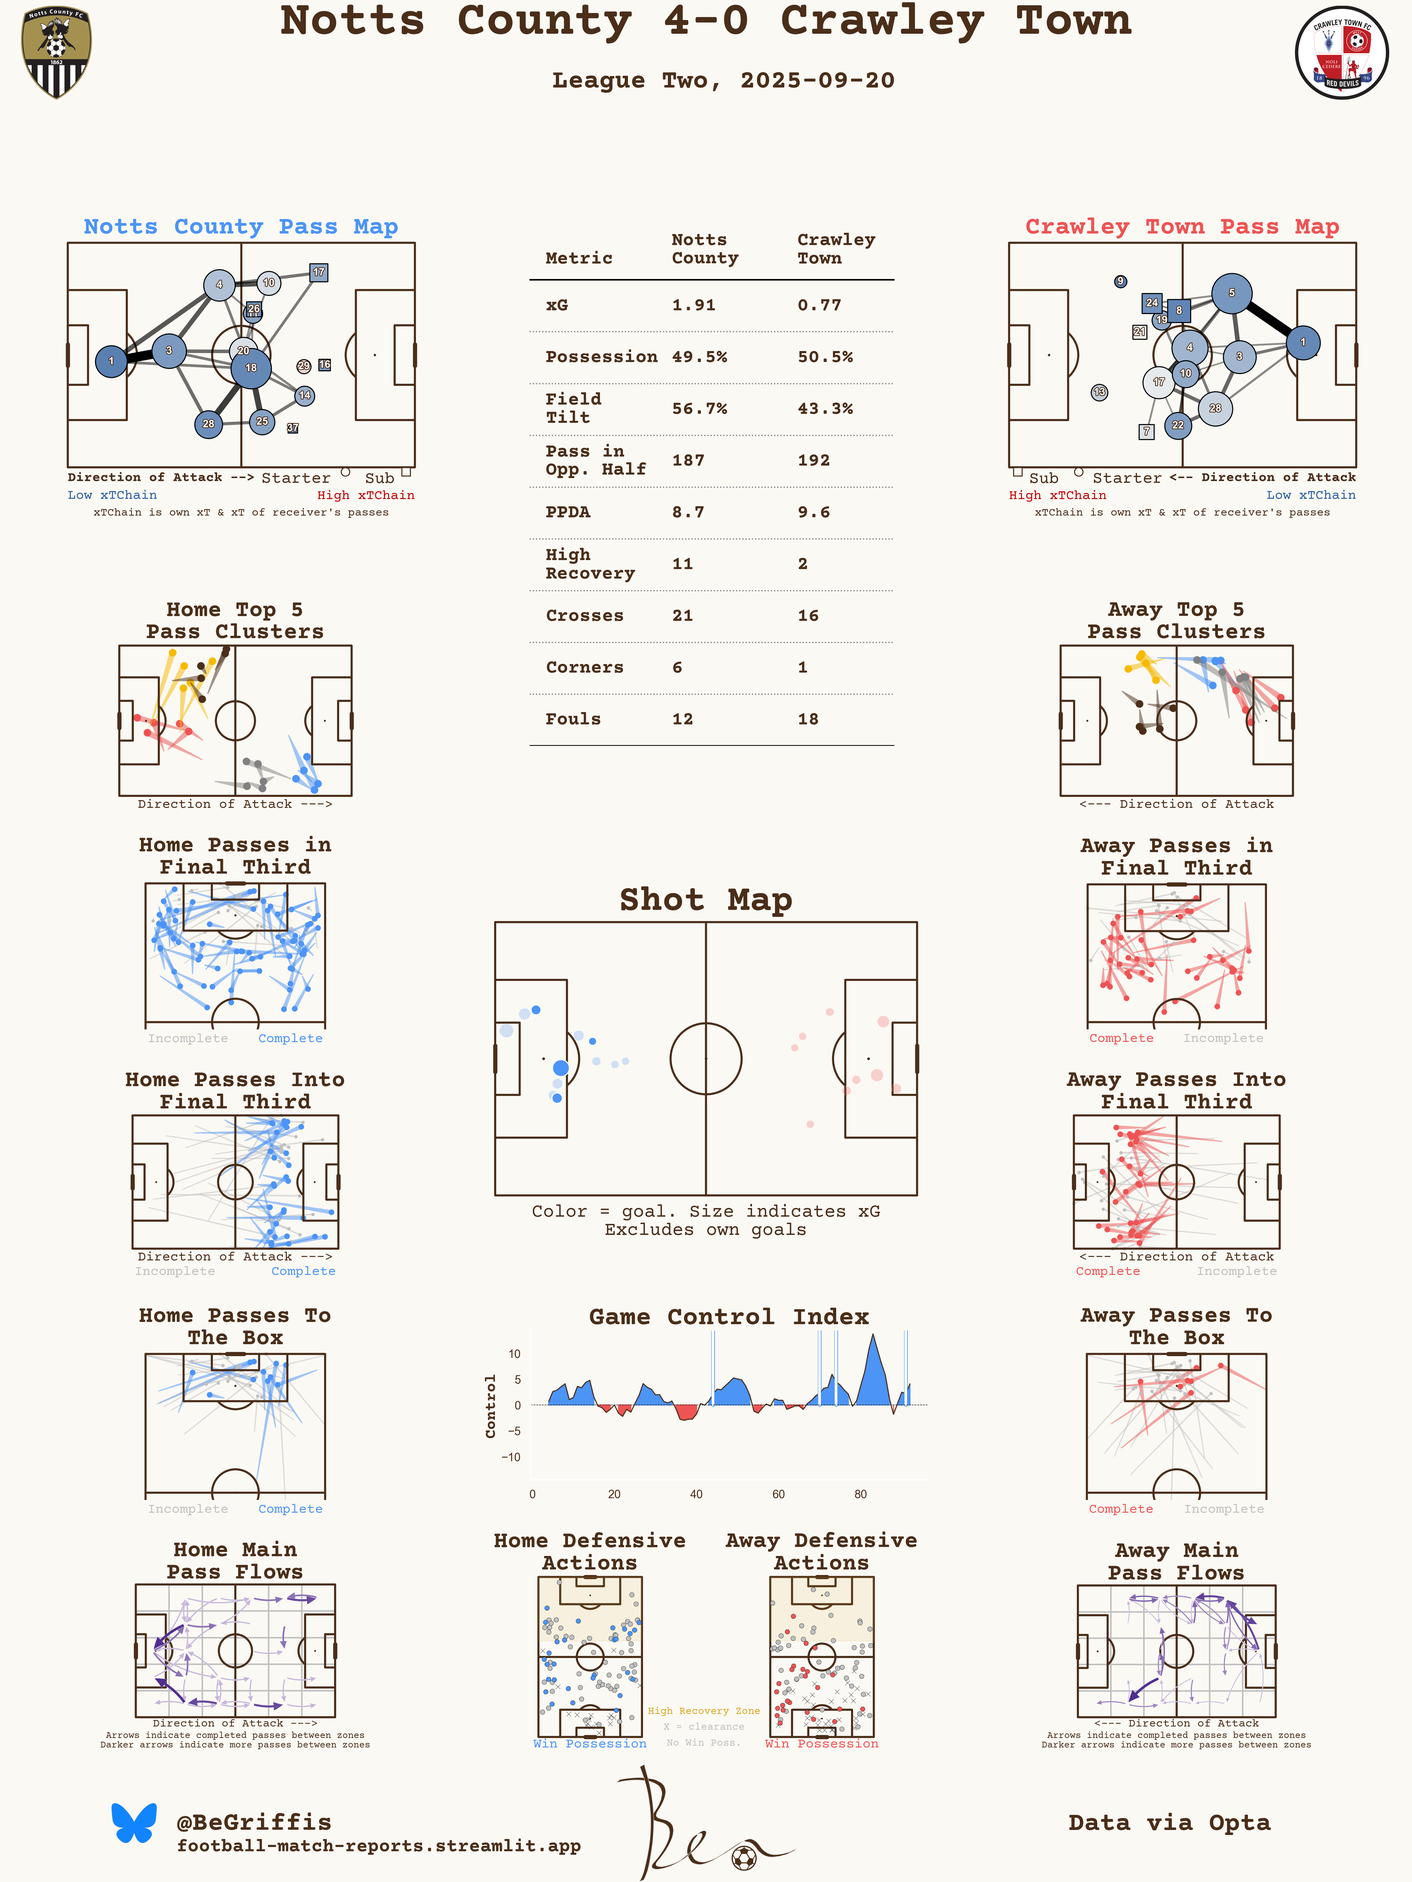 Notts County 4-0 Crawley Town
League Two, 2025-09-20
Notts County FC
1862
CRAWLEY TOWN FC
NOLI
CEDERE
18
96
RED DEVILS
Notts County Pass Map
4
10
17
26
1
3
20
18
29
16
14
28
25
37
Direction of Attack --> Starter Sub
Low xTChain High xTChain
xTChain is own xT & xT of receiver's passes
Metric Notts County Crawley Town
xG 1.91 0.77
Possession 49.5% 50.5%
Field Tilt 56.7% 43.3%
Pass in Opp. Half 187 192
PPDA 8.7 9.6
High Recovery 11 2
Crosses 21 16
Corners 6 1
Fouls 12 18
Crawley Town Pass Map
9
24
8
5
19
21
4
3
1
10
17
13
28
7
22
Sub Starter <-- Direction of Attack
High xTChain Low xTChain
xTChain is own xT & xT of receiver's passes
Home Top 5
Pass Clusters
Direction of Attack --->
Away Top 5
Pass Clusters
<--- Direction of Attack
Home Passes in
Final Third
Incomplete Complete
Away Passes in
Final Third
Complete Incomplete
Shot Map
Color = goal. Size indicates xG
Excludes own goals
Home Passes Into
Final Third
Direction of Attack --->
Incomplete Complete
Away Passes Into
Final Third
<--- Direction of Attack
Complete Incomplete
Home Passes To
The Box
Incomplete Complete
Game Control Index
Control
10
5
0
−5
−10
0 20 40 60 80
Away Passes To
The Box
Complete Incomplete
Home Main
Pass Flows
Direction of Attack --->
Arrows indicate completed passes between zones
Darker arrows indicate more passes between zones
Home Defensive
Actions
Win Possession
Away Defensive
Actions
Win Possession
High Recovery Zone
X = clearance
No Win Poss.
Away Main
Pass Flows
<--- Direction of Attack
Arrows indicate completed passes between zones
Darker arrows indicate more passes between zones
@BeGriffis
football-match-reports.streamlit.app
Ben
Data via Opta